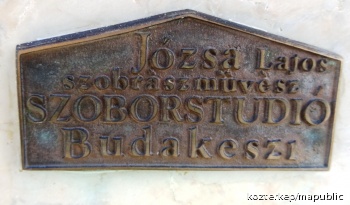 Józsa Lajos
szobrászművész
SZOBORSTÚDIÓ
Budakeszi
kozterkep/mapublic